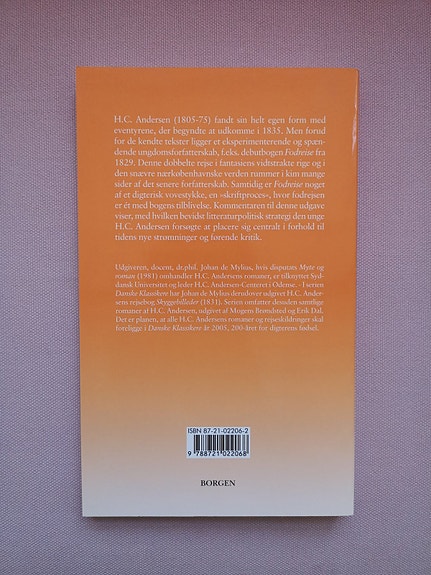 H.C. Andersen (1805-75) fandt sin helt egen form med
eventyrene, der begyndte at udkomme i 1835. Men forud
for de kendte tekster ligger et eksperimenterende og spæn-
dende ungdomsforfatterskab, f.eks. debutbogen Fodreise fra
1829. Denne dobbelte rejse i fantasiens vidtstrakte rige og i
den snævre nærkøbenhavnske verden rummer i kim mange
sider af det senere forfatterskab. Samtidig er Fodreise noget
af et digterisk vovestykke, en »skriftproces», hvor fodrejsen
er ét med bogens tilblivelse. Kommentaren til denne udgave
viser, med hvilken bevidst litteraturpolitisk strategi den unge
H.C. Andersen forsøgte at placere sig centralt i forhold til
tidens nye strømninger og førende kritik.
Udgiveren, docent, dr.phil. Johan de Mylius, hvis disputats Myte og
roman (1981) omhandler H.C. Andersens romaner, er tilknyttet Syd-
dansk Universitet og leder H.C. Andersen-Centeret i Odense. - I serien
Danske Klassikere har Johan de Mylius derudover udgivet H.C. Ander-
sens rejsebog Skyggebilleder (1831). Serien omfatter desuden samtlige
romaner af H.C. Andersen, udgivet af Mogens Brøndsted og Erik Dal.
Det er planen, at alle H.C. Andersens romaner og rejseskildringer skal
foreligge i Danske Klassikere år 2005, 200-året for digterens fødsel.
ISBN 87-21-02206-2
9 788721 022068
BORGEN